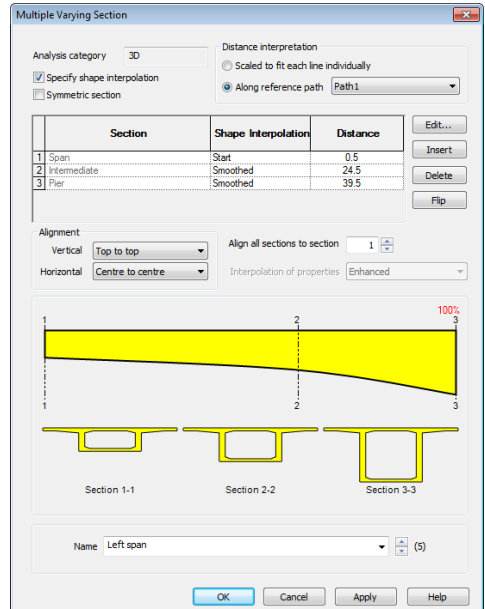 Multiple Varying Section
Analysis category 3D
Specify shape interpolation
Symmetric section
Distance interpretation
Scaled to fit each line individually
Along reference path Path1
Section Shape Interpolation Distance
1 Span Start 0.5
2 Intermediate Smoothed 24.5
3 Pier Smoothed 39.5
Edit...
Insert
Delete
Flip
Alignment
Vertical Top to top
Horizontal Centre to centre
Align all sections to section 1
Interpolation of properties Enhanced
100%
1 2 3
1 2 3
Section 1-1 Section 2-2 Section 3-3
Name Left span (5)
OK Cancel Apply Help